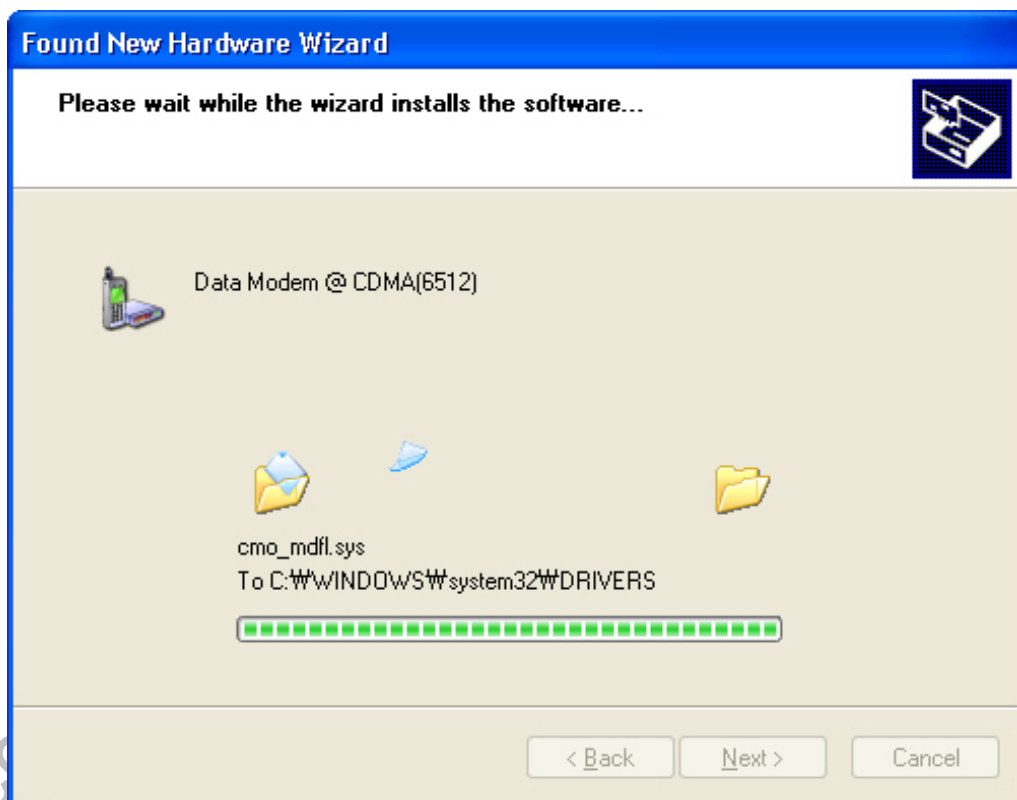 Found New Hardware Wizard
Please wait while the wizard installs the software...
Data Modem @ CDMA(6512)
cmo_mdfl.sys
To C:₩WINDOWS₩system32₩DRIVERS
< Back
Next >
Cancel